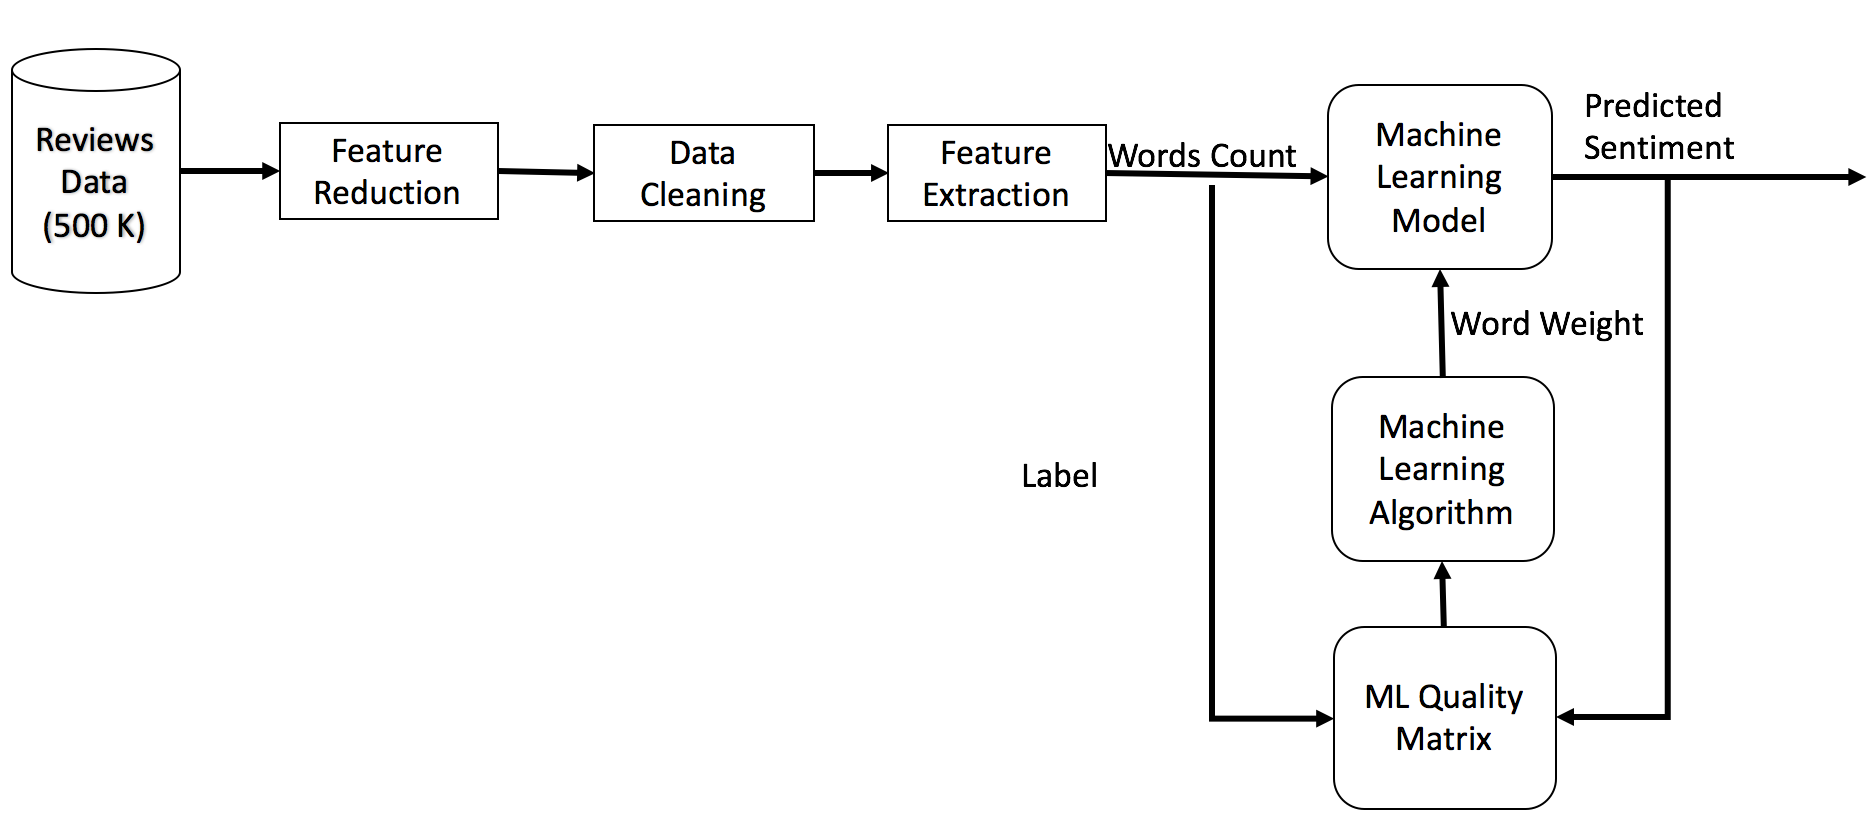 Reviews
Data
(500 K)
Feature
Reduction
Data
Cleaning
Feature
Extraction
Words Count
Machine
Learning
Model
Predicted
Sentiment
Word Weight
Label
Machine
Learning
Algorithm
ML Quality
Matrix